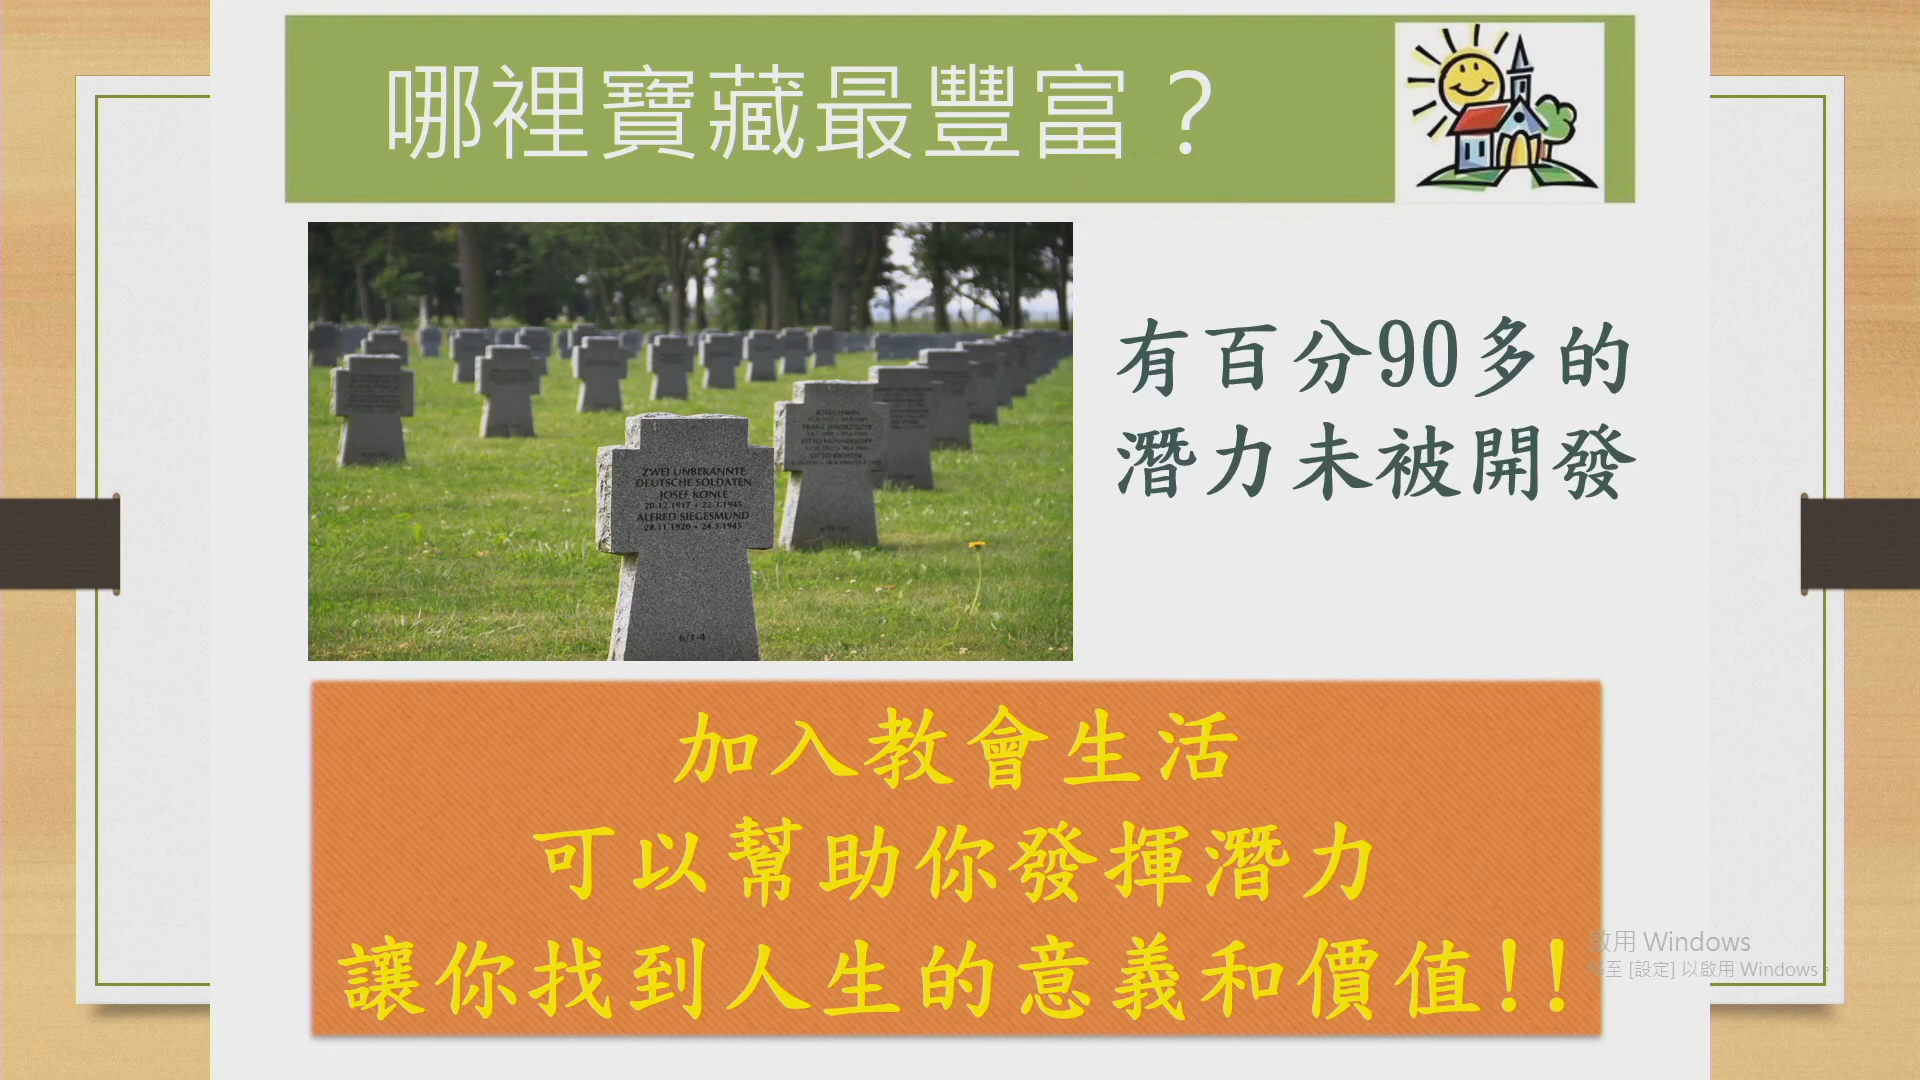 哪裡寶藏最豐富？
有百分90多的
潛力未被開發
ZWEI UNBEKANNTE
DEUTSCHE SOLDATEN
JOSEF KONLE
20.12.1917 + 22.3.1945
ALFRED SIEGESMUND
28.11.1920 + 24.3.1945
6/1-4
加入教會生活
可以幫助你發揮潛力
讓你找到人生的意義和價值!!
啟用 Windows
移至 [設定] 以啟用 Windows。